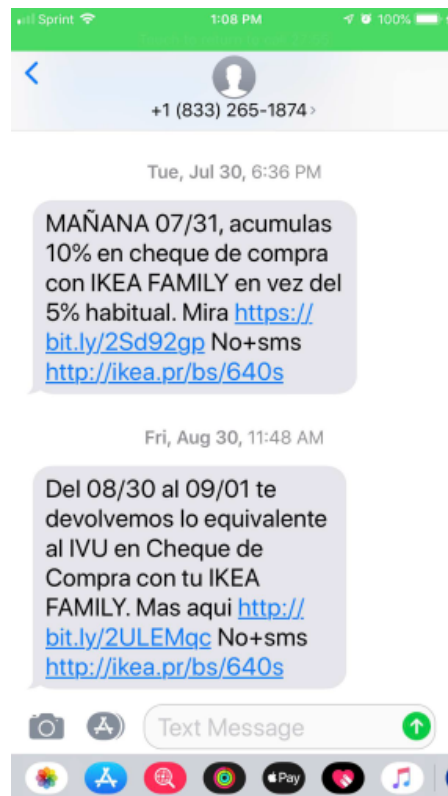 Sprint 1:08 PM 100%
+1 (833) 265-1874
Tue, Jul 30, 6:36 PM
MAÑANA 07/31, acumulas
10% en cheque de compra
con IKEA FAMILY en vez del
5% habitual. Mira https://
bit.ly/2Sd92gp No+sms
http://ikea.pr/bs/640s
Fri, Aug 30, 11:48 AM
Del 08/30 al 09/01 te
devolvemos lo equivalente
al IVU en Cheque de
Compra con tu IKEA
FAMILY. Mas aqui http://
bit.ly/2ULEMqc No+sms
http://ikea.pr/bs/640s
Text Message
Pay